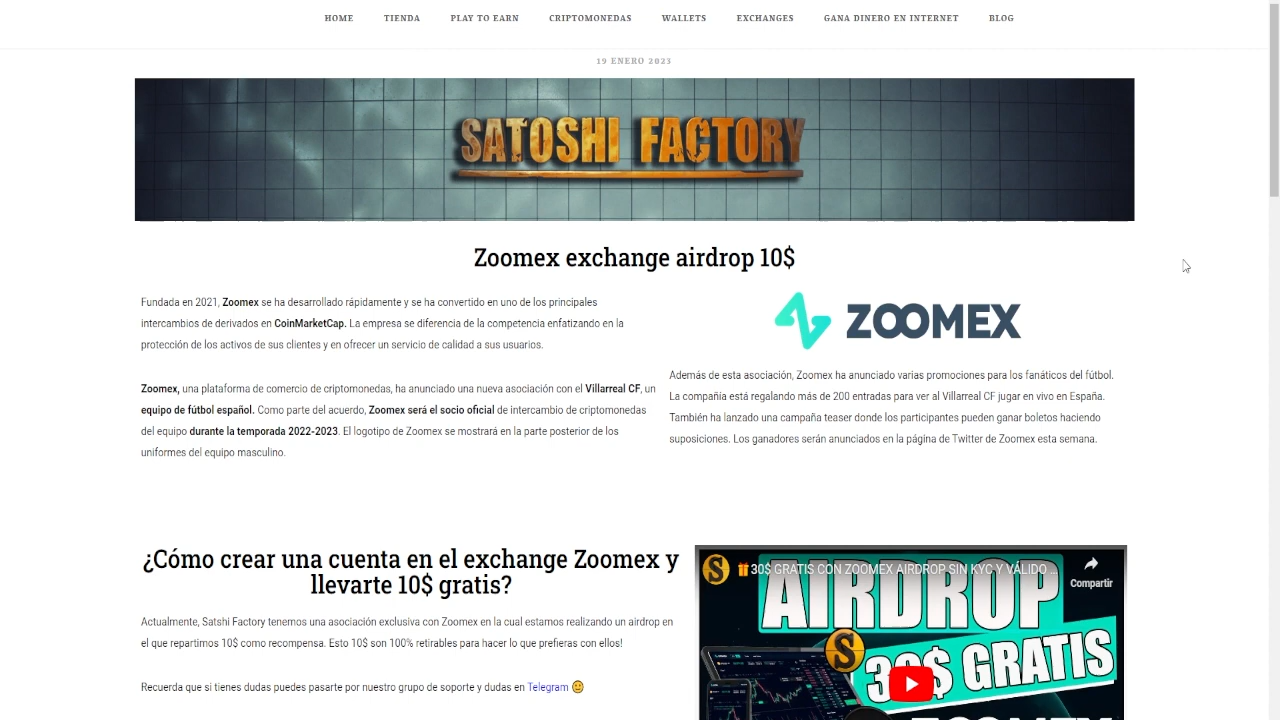 HOME TIENDA PLAY TO EARN CRIPTOMONEDAS WALLETS EXCHANGES GANA DINERO EN INTERNET BLOG
19 ENERO 2023
SATOSHI FACTORY
Zoomex exchange airdrop 10$
Fundada en 2021, Zoomex se ha desarrollado rápidamente y se ha convertido en uno de los principales
intercambios de derivados en CoinMarketCap. La empresa se diferencia de la competencia enfatizando en la
protección de los activos de sus clientes y en ofrecer un servicio de calidad a sus usuarios.
Zoomex, una plataforma de comercio de criptomonedas, ha anunciado una nueva asociación con el Villarreal CF, un
equipo de fútbol español. Como parte del acuerdo, Zoomex será el socio oficial de intercambio de criptomonedas
del equipo durante la temporada 2022-2023. El logotipo de Zoomex se mostrará en la parte posterior de los
uniformes del equipo masculino.
ZOOMEX
Además de esta asociación, Zoomex ha anunciado varias promociones para los fanáticos del fútbol.
La compañía está regalando más de 200 entradas para ver al Villarreal CF jugar en vivo en España.
También ha lanzado una campaña teaser donde los participantes pueden ganar boletos haciendo
suposiciones. Los ganadores serán anunciados en la página de Twitter de Zoomex esta semana.
¿Cómo crear una cuenta en el exchange Zoomex y
llevarte 10$ gratis?
Actualmente, Satshi Factory tenemos una asociación exclusiva con Zoomex en la cual estamos realizando un airdrop en
el que repartimos 10$ como recompensa. Esto 10$ son 100% retirables para hacer lo que prefieras con ellos!
Recuerda que si tienes dudas puedes pasarte por nuestro grupo de soporte y dudas en Telegram 🙂
🎁30$ GRATIS CON ZOOMEX AIRDROP SIN KYC Y VÁLIDO ...
Compartir
AIRDROP
30$ GRATIS
ZOOMEX